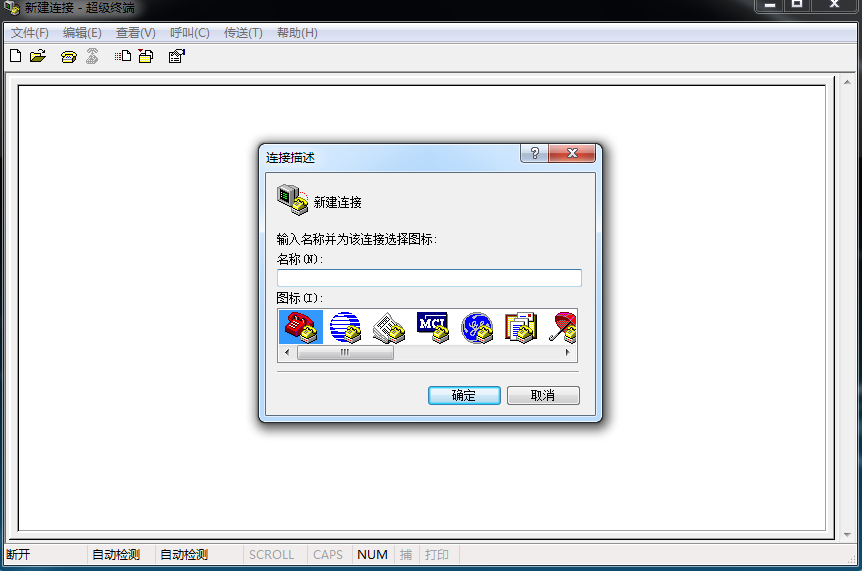 新建连接 - 超级终端
文件(F) 编辑(E) 查看(V) 呼叫(C) 传送(T) 帮助(H)
连接描述
新建连接
输入名称并为该连接选择图标:
名称(N):
图标(I):
MCI
确定 取消
断开 自动检测 自动检测 SCROLL CAPS NUM 捕 打印